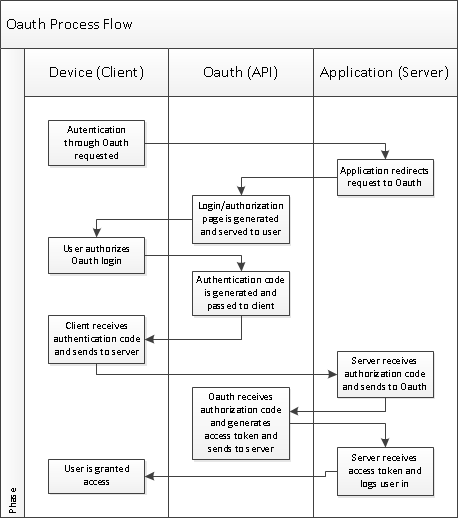 Oauth Process Flow
Device (Client)
Oauth (API)
Application (Server)
Autentication
through Oauth
requested
Application redirects
request to Oauth
Login/authorization
page is generated
and served to user
User authorizes
Oauth login
Authentication code
is generated and
passed to client
Client receives
authentication code
and sends to server
Server receives
authorization code
and sends to Oauth
Oauth receives
authorization code
and generates
access token and
sends to server
Server receives
access token and
logs user in
User is granted
access
Phase